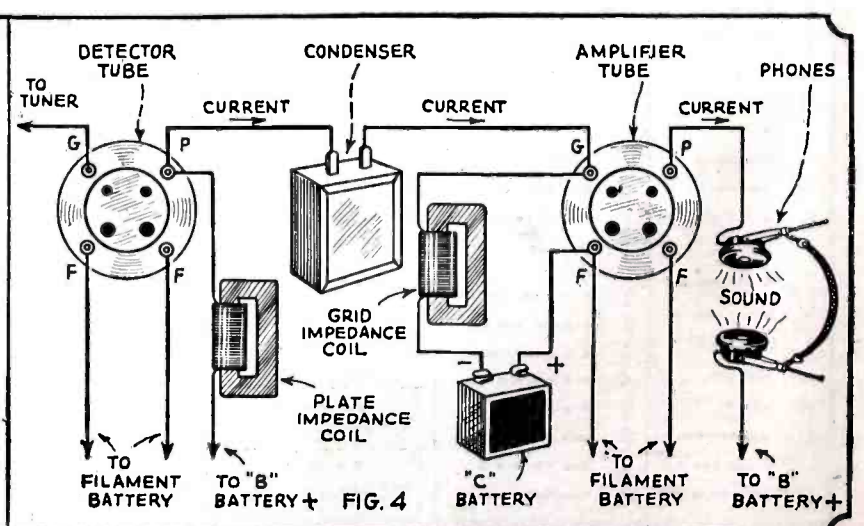 DETECTOR
TUBE
CONDENSER
AMPLIFIER
TUBE
PHONES
TO
TUNER
CURRENT
CURRENT
CURRENT
G
P
G
P
F
F
F
F
SOUND
GRID
IMPEDANCE
COIL
- +
PLATE
IMPEDANCE
COIL
TO
FILAMENT
BATTERY
TO "B"
BATTERY +
FIG. 4
"C"
BATTERY
TO
FILAMENT
BATTERY
TO "B"
BATTERY +